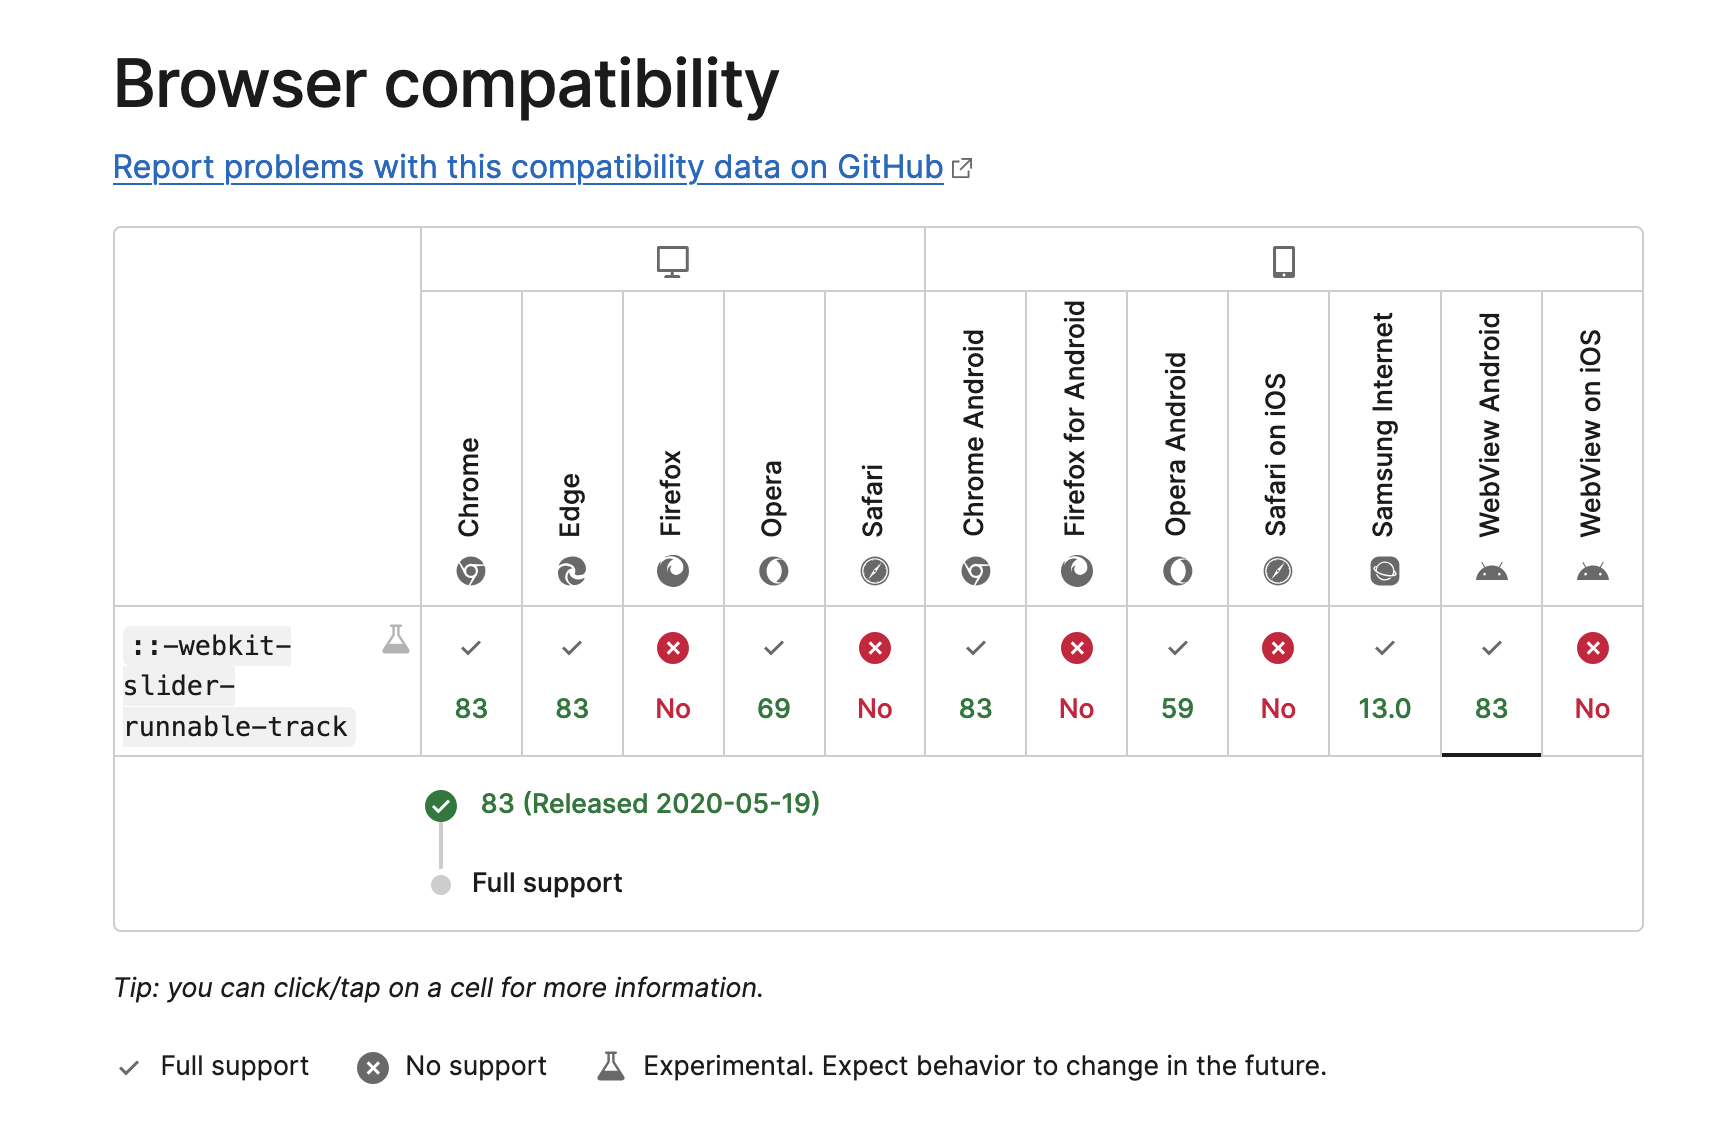 Browser compatibility
Report problems with this compatibility data on GitHub
Chrome
Edge
Firefox
Opera
Safari
Chrome Android
Firefox for Android
Opera Android
Safari on iOS
Samsung Internet
WebView Android
WebView on iOS
::-webkit-
slider-
runnable-track
83 83 No 69 No 83 No 59 No 13.0 83 No
83 (Released 2020-05-19)
Full support
Tip: you can click/tap on a cell for more information.
Full support No support Experimental. Expect behavior to change in the future.